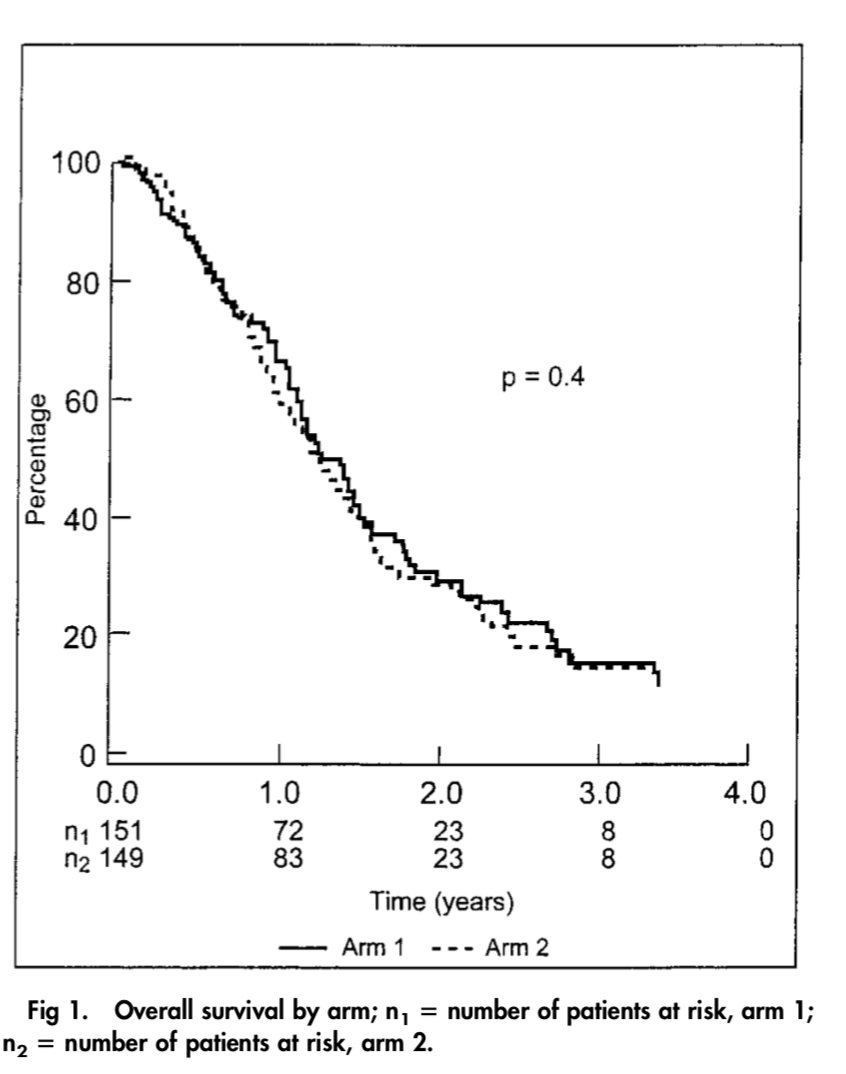 100
80
60
40
20
0
Percentage
p = 0.4
0.0 1.0 2.0 3.0 4.0
n₁ 151 72 23 8 0
n₂ 149 83 23 8 0
Time (years)
Arm 1 Arm 2
Fig 1. Overall survival by arm; n₁ = number of patients at risk, arm 1;
n₂ = number of patients at risk, arm 2.